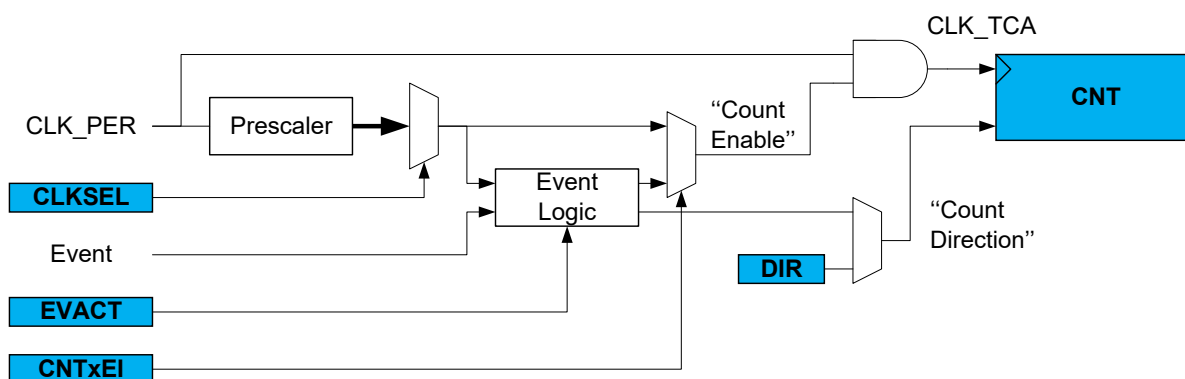 CLK_TCA
CNT
CLK_PER
Prescaler
‘‘Count
Enable’’
CLKSEL
Event
Logic
Event
‘‘Count
Direction’’
DIR
EVACT
CNTxEI